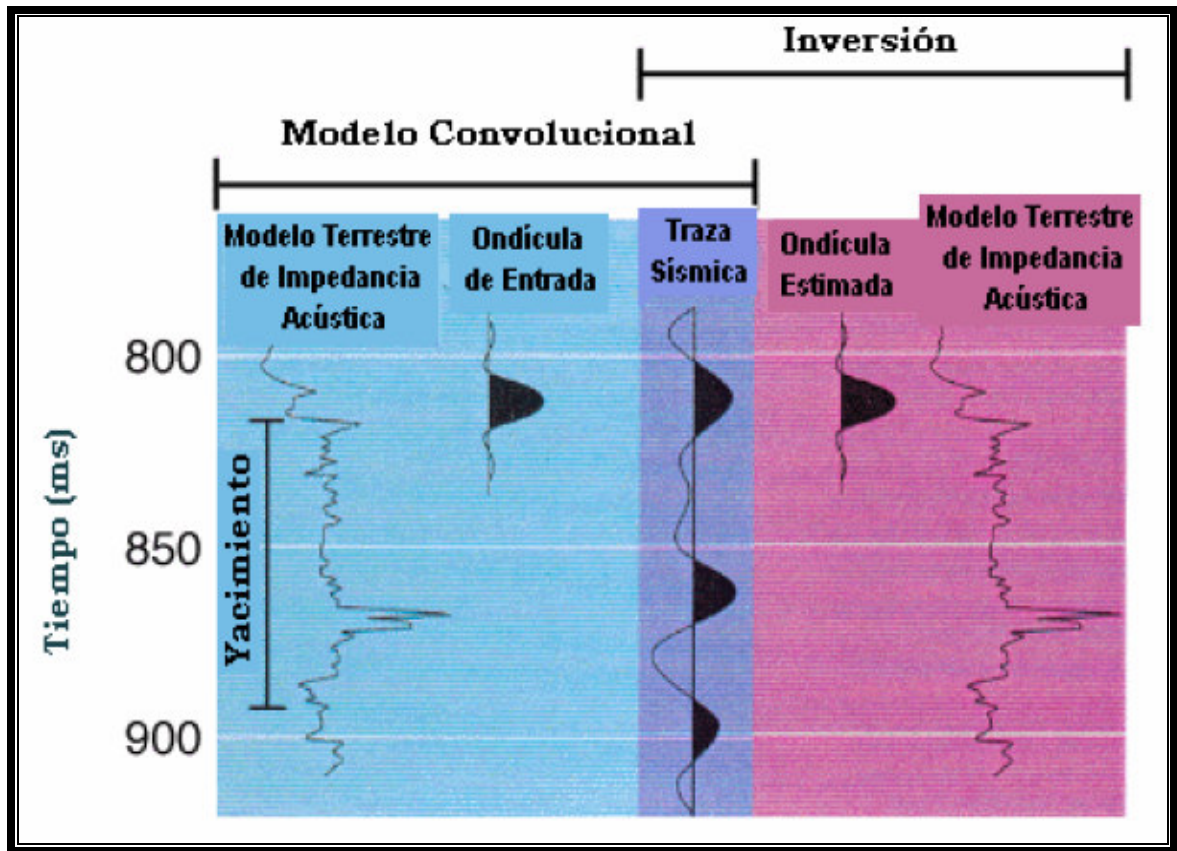 Inversión
Modelo Convolucional
Modelo Terrestre
de Impedancia
Acústica
Ondícula
de Entrada
Traza
Sísmica
Ondícula
Estimada
Modelo Terrestre
de Impedancia
Acústica
Tiempo (ms)
800
850
900
Yacimiento